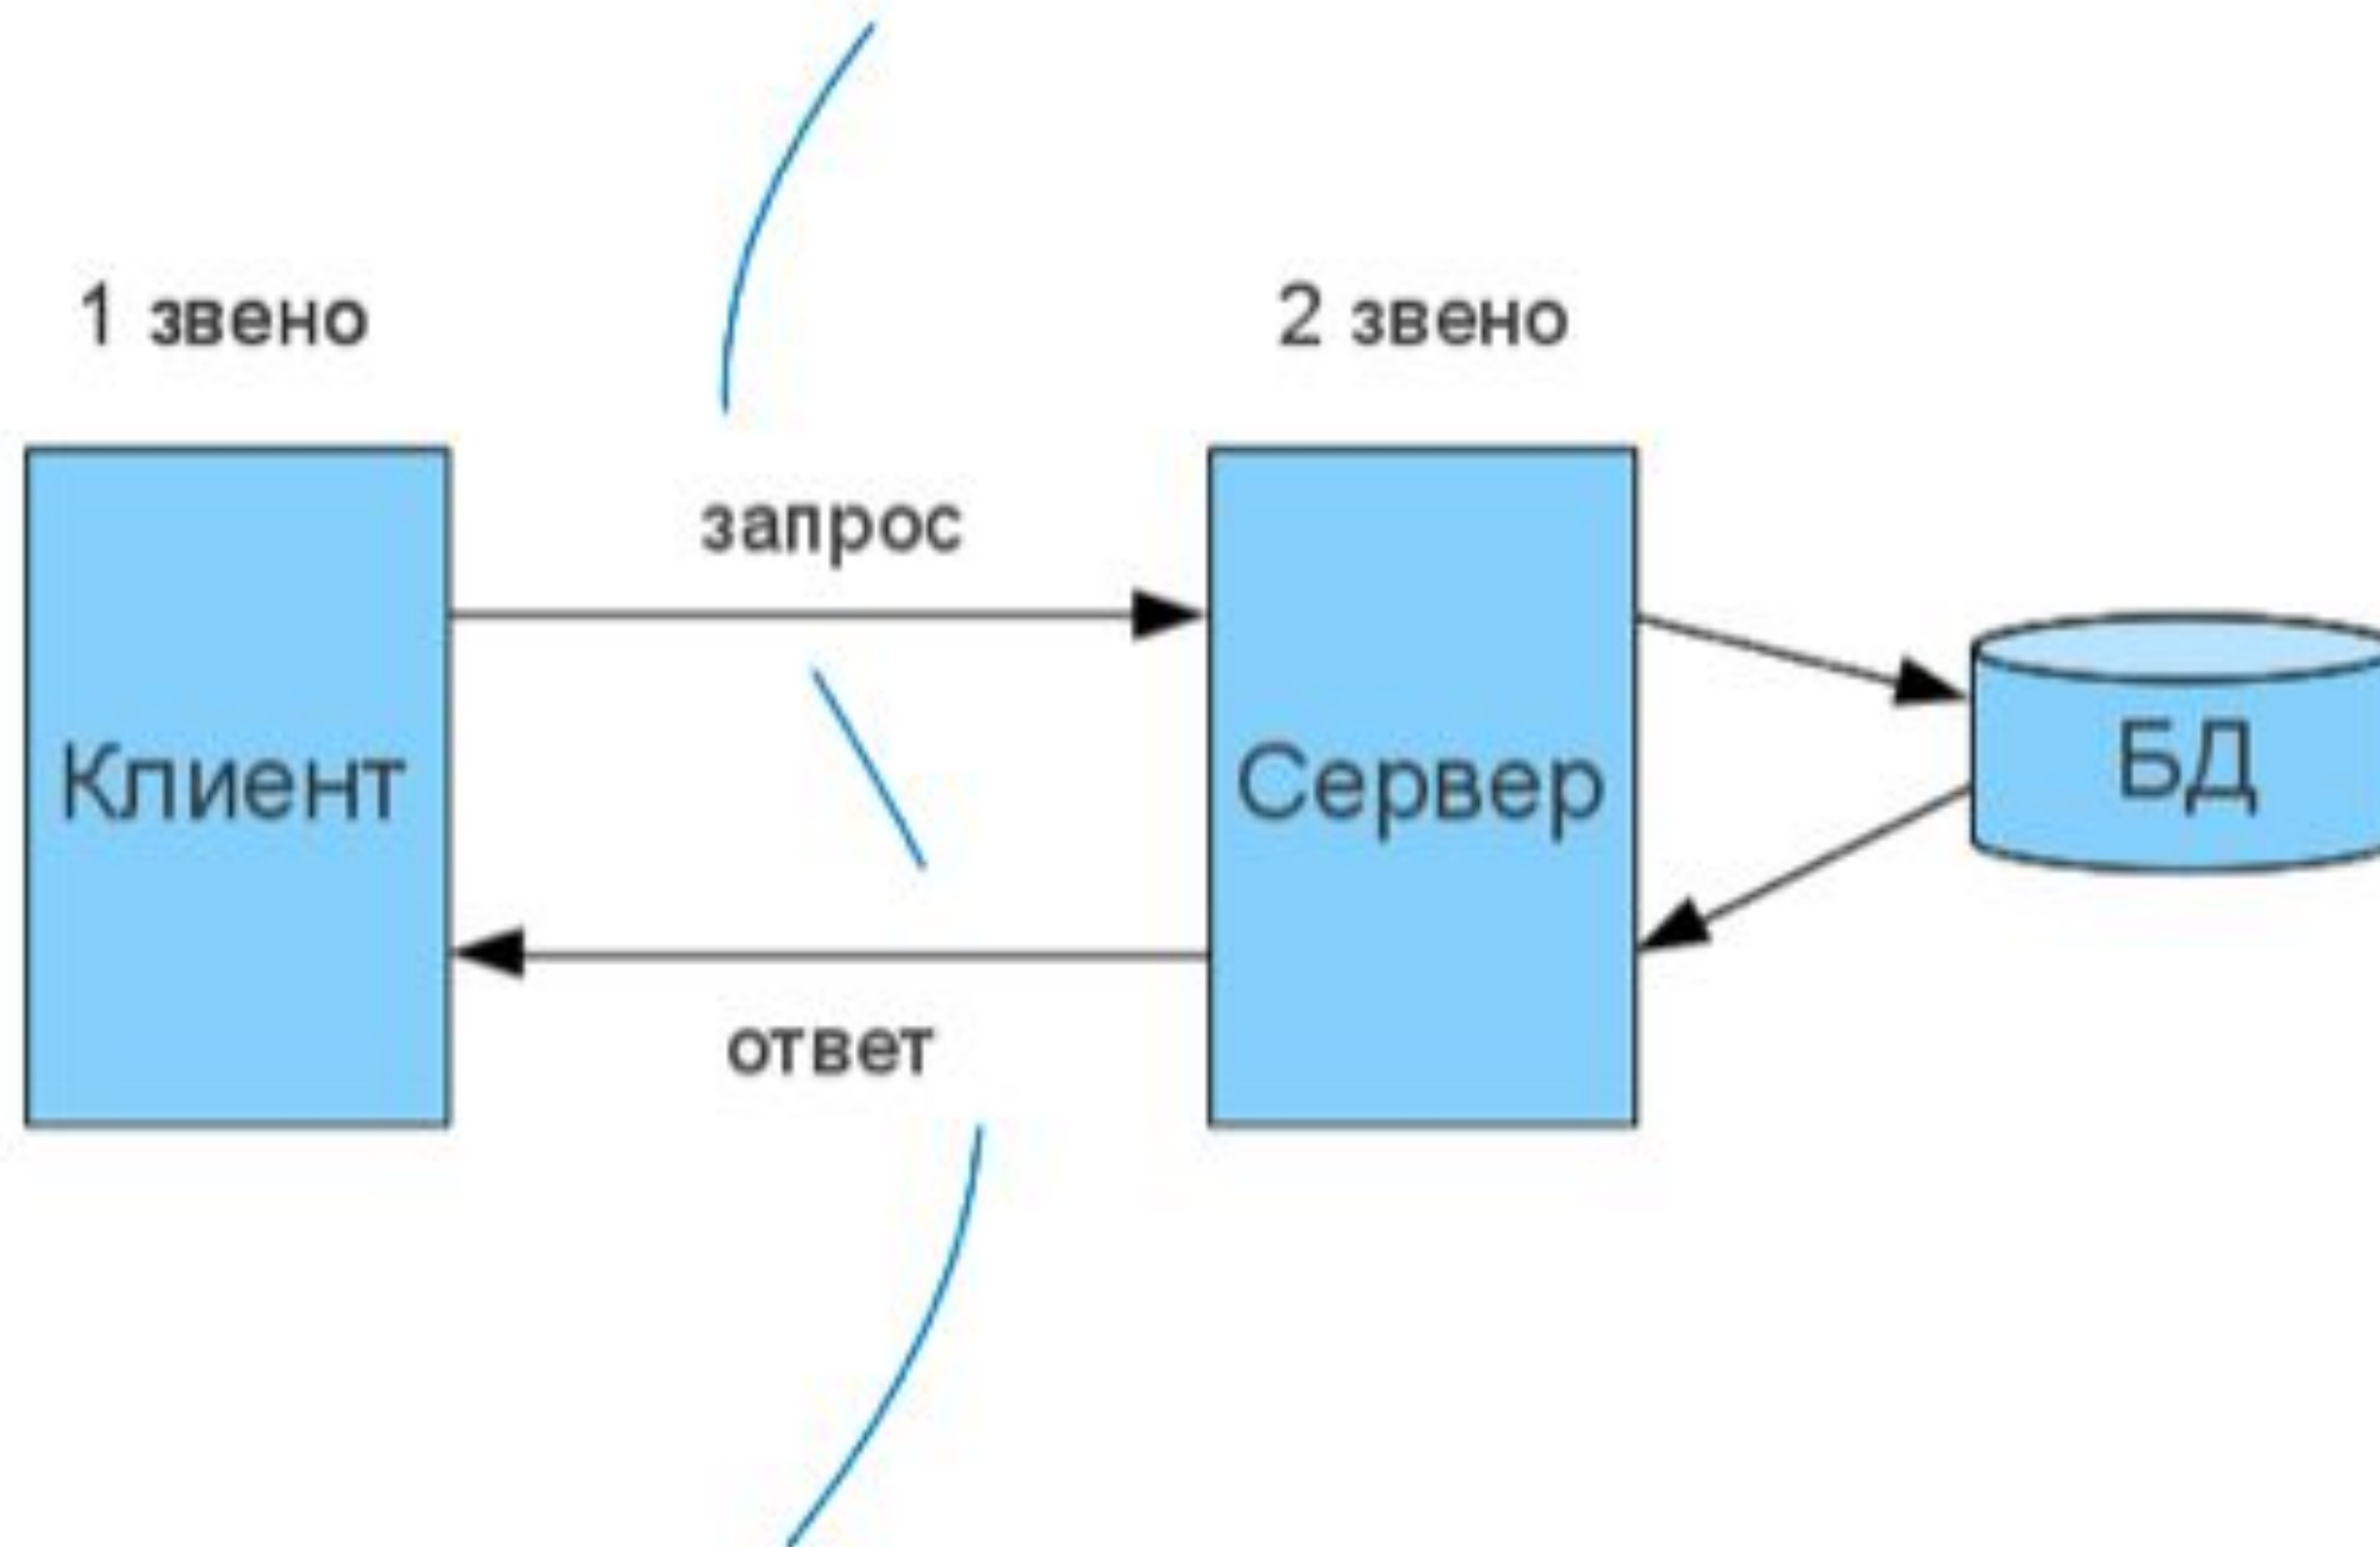 1 звено
2 звено
запрос
Клиент
Сервер
БД
ответ